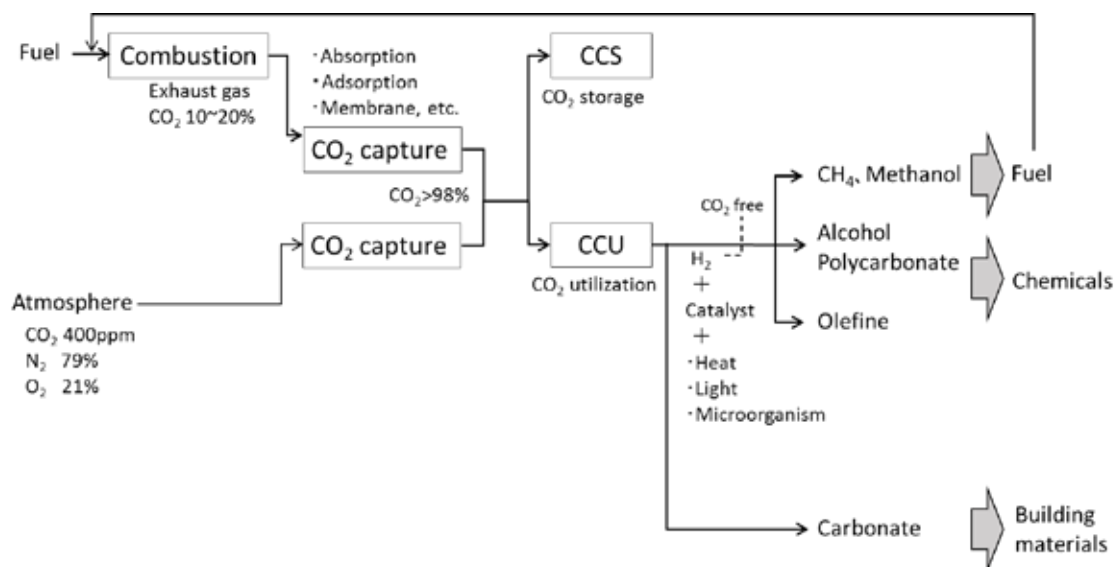 Fuel
Combustion
Exhaust gas
CO₂ 10~20%
·Absorption
·Adsorption
·Membrane, etc.
CO₂ capture
CO₂>98%
CO₂ capture
Atmosphere
CO₂ 400ppm
N₂ 79%
O₂ 21%
CCS
CO₂ storage
CCU
CO₂ utilization
CO₂ free
H₂
+
Catalyst
+
·Heat
·Light
·Microorganism
CH₄、Methanol
Fuel
Alcohol
Polycarbonate
Chemicals
Olefine
Carbonate
Building
materials